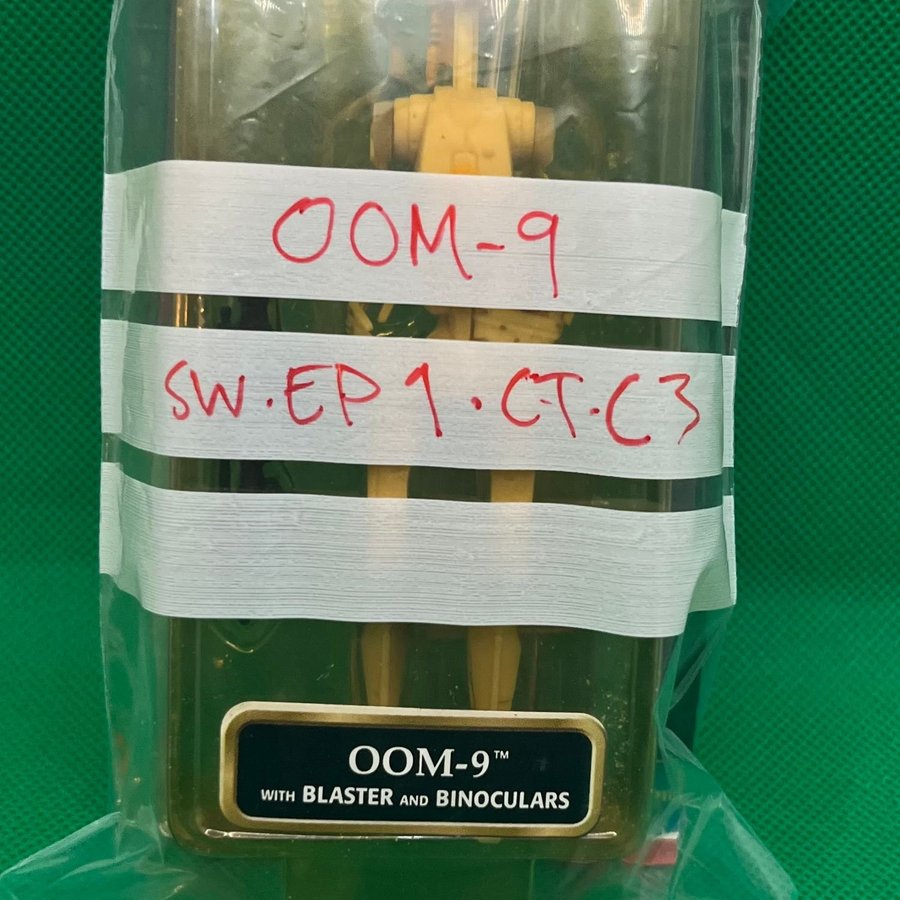 OOM-9
SW.EP1.CT.C3
OOM-9™
WITH BLASTER AND BINOCULARS